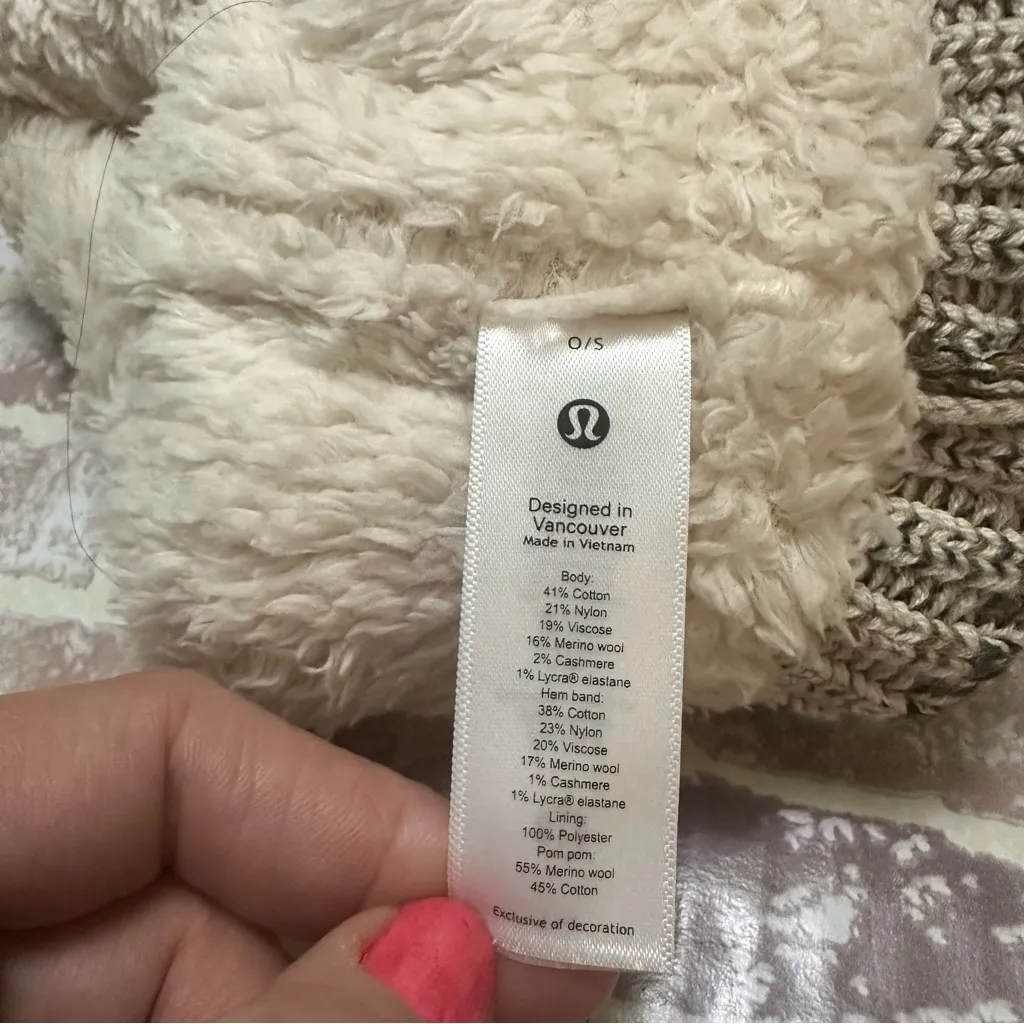 O/S
Designed in
Vancouver
Made in Vietnam
Body:
41% Cotton
21% Nylon
19% Viscose
16% Merino wool
2% Cashmere
1% Lycra® elastane
Hem band:
38% Cotton
23% Nylon
20% Viscose
17% Merino wool
1% Cashmere
1% Lycra® elastane
Lining:
100% Polyester
Pom pom:
55% Merino wool
45% Cotton
Exclusive of decoration